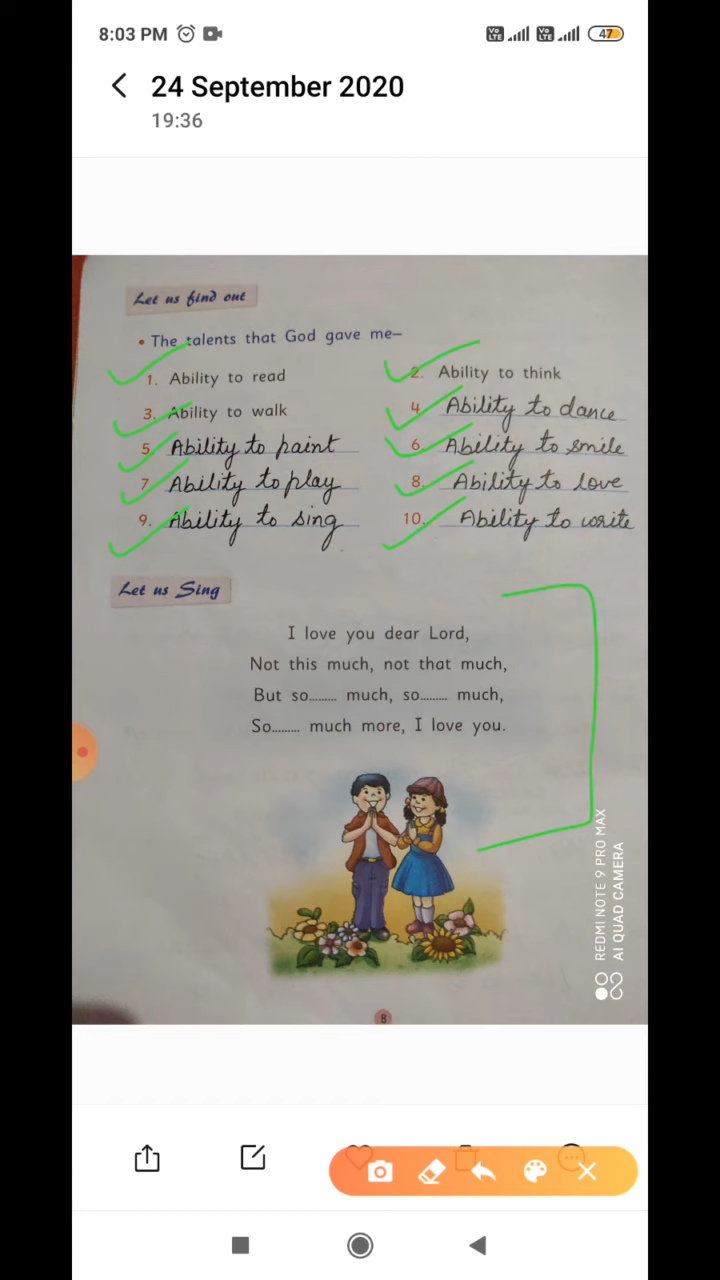 8:03 PM
Vo LTE Vo LTE 47
24 September 2020
19:36
Let us find out
• The talents that God gave me–
1. Ability to read 2. Ability to think
3. Ability to walk 4 Ability to dance
5. Ability to paint 6. Ability to smile
7 Ability to play 8. Ability to love
9. Ability to sing 10. Ability to write
Let us Sing
I love you dear Lord,
Not this much, not that much,
But so......... much, so......... much,
So......... much more, I love you.
8
REDMI NOTE 9 PRO MAX
AI QUAD CAMERA